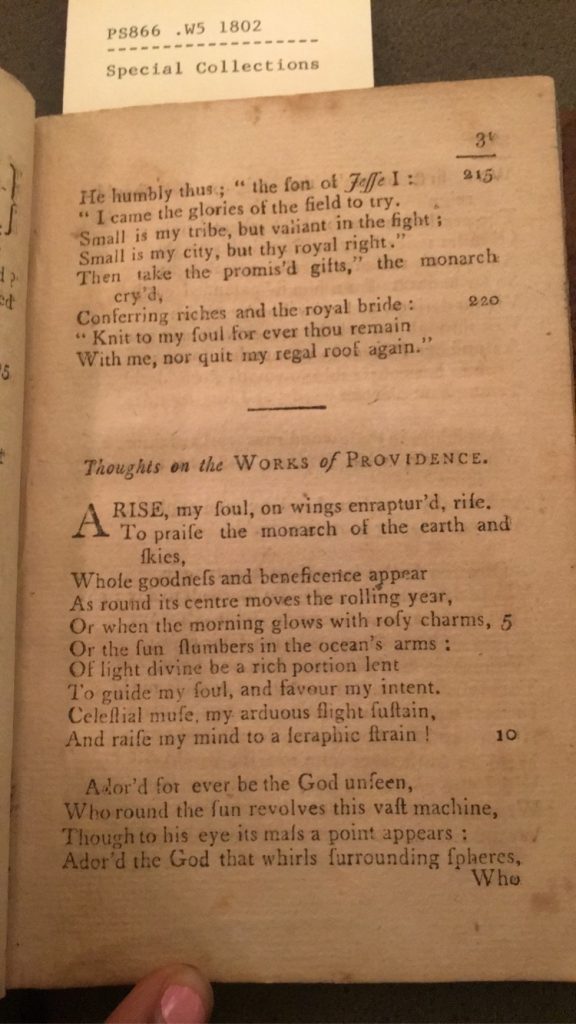 PS866 .W5 1802
Special Collections
31
He humbly thus ; “ the ſon of Jeſſe I : 215
“ I came the glories of the field to try.
Small is my tribe, but valiant in the fight ;
Small is my city, but thy royal right.”
Then take the promis’d gifts,” the monarch
cry’d,
Conferring riches and the royal bride : 220
“ Knit to my ſoul for ever thou remain
With me, nor quit my regal roof again.”
Thoughts on the WORKS of PROVIDENCE.
ARISE, my ſoul, on wings enraptur’d, riſe.
To praiſe the monarch of the earth and
ſkies,
Whoſe goodneſs and beneficence appear
As round its centre moves the rolling year,
Or when the morning glows with roſy charms, 5
Or the ſun ſlumbers in the ocean’s arms :
Of light divine be a rich portion lent
To guide my ſoul, and favour my intent.
Celeſtial muſe, my arduous flight ſuſtain,
And raiſe my mind to a ſeraphic ſtrain ! 10
Ador’d for ever be the God unſeen,
Who round the ſun revolves this vaſt machine,
Though to his eye its maſs a point appears :
Ador’d the God that whirls ſurrounding ſpheres,
Who